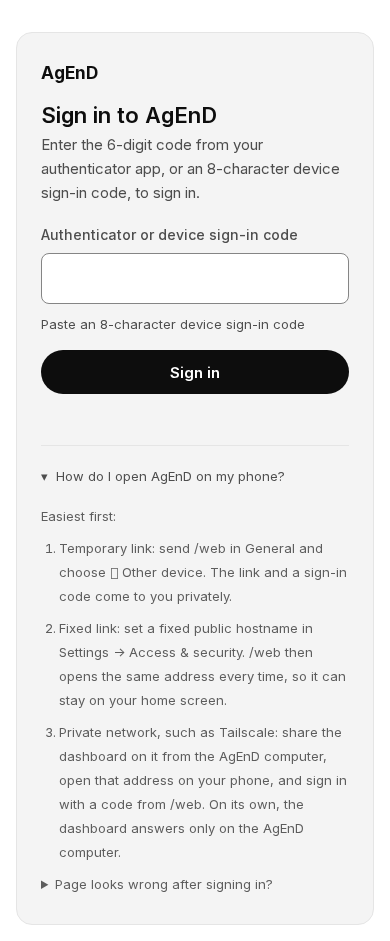 AgEnD
Sign in to AgEnD
Enter the 6-digit code from your
authenticator app, or an 8-character device
sign-in code, to sign in.
Authenticator or device sign-in code
Paste an 8-character device sign-in code
Sign in
▾ How do I open AgEnD on my phone?
Easiest first:
1. Temporary link: send /web in General and
choose ▯ Other device. The link and a sign-in
code come to you privately.
2. Fixed link: set a fixed public hostname in
Settings → Access & security. /web then
opens the same address every time, so it can
stay on your home screen.
3. Private network, such as Tailscale: share the
dashboard on it from the AgEnD computer,
open that address on your phone, and sign in
with a code from /web. On its own, the
dashboard answers only on the AgEnD
computer.
▶ Page looks wrong after signing in?